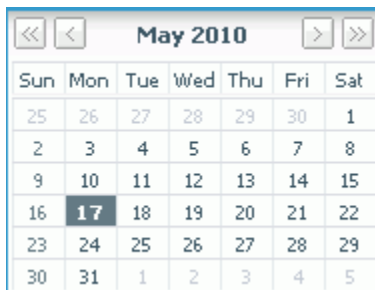 << < May 2010 > >>
Sun Mon Tue Wed Thu Fri Sat
25 26 27 28 29 30 1
2 3 4 5 6 7 8
9 10 11 12 13 14 15
16 17 18 19 20 21 22
23 24 25 26 27 28 29
30 31 1 2 3 4 5